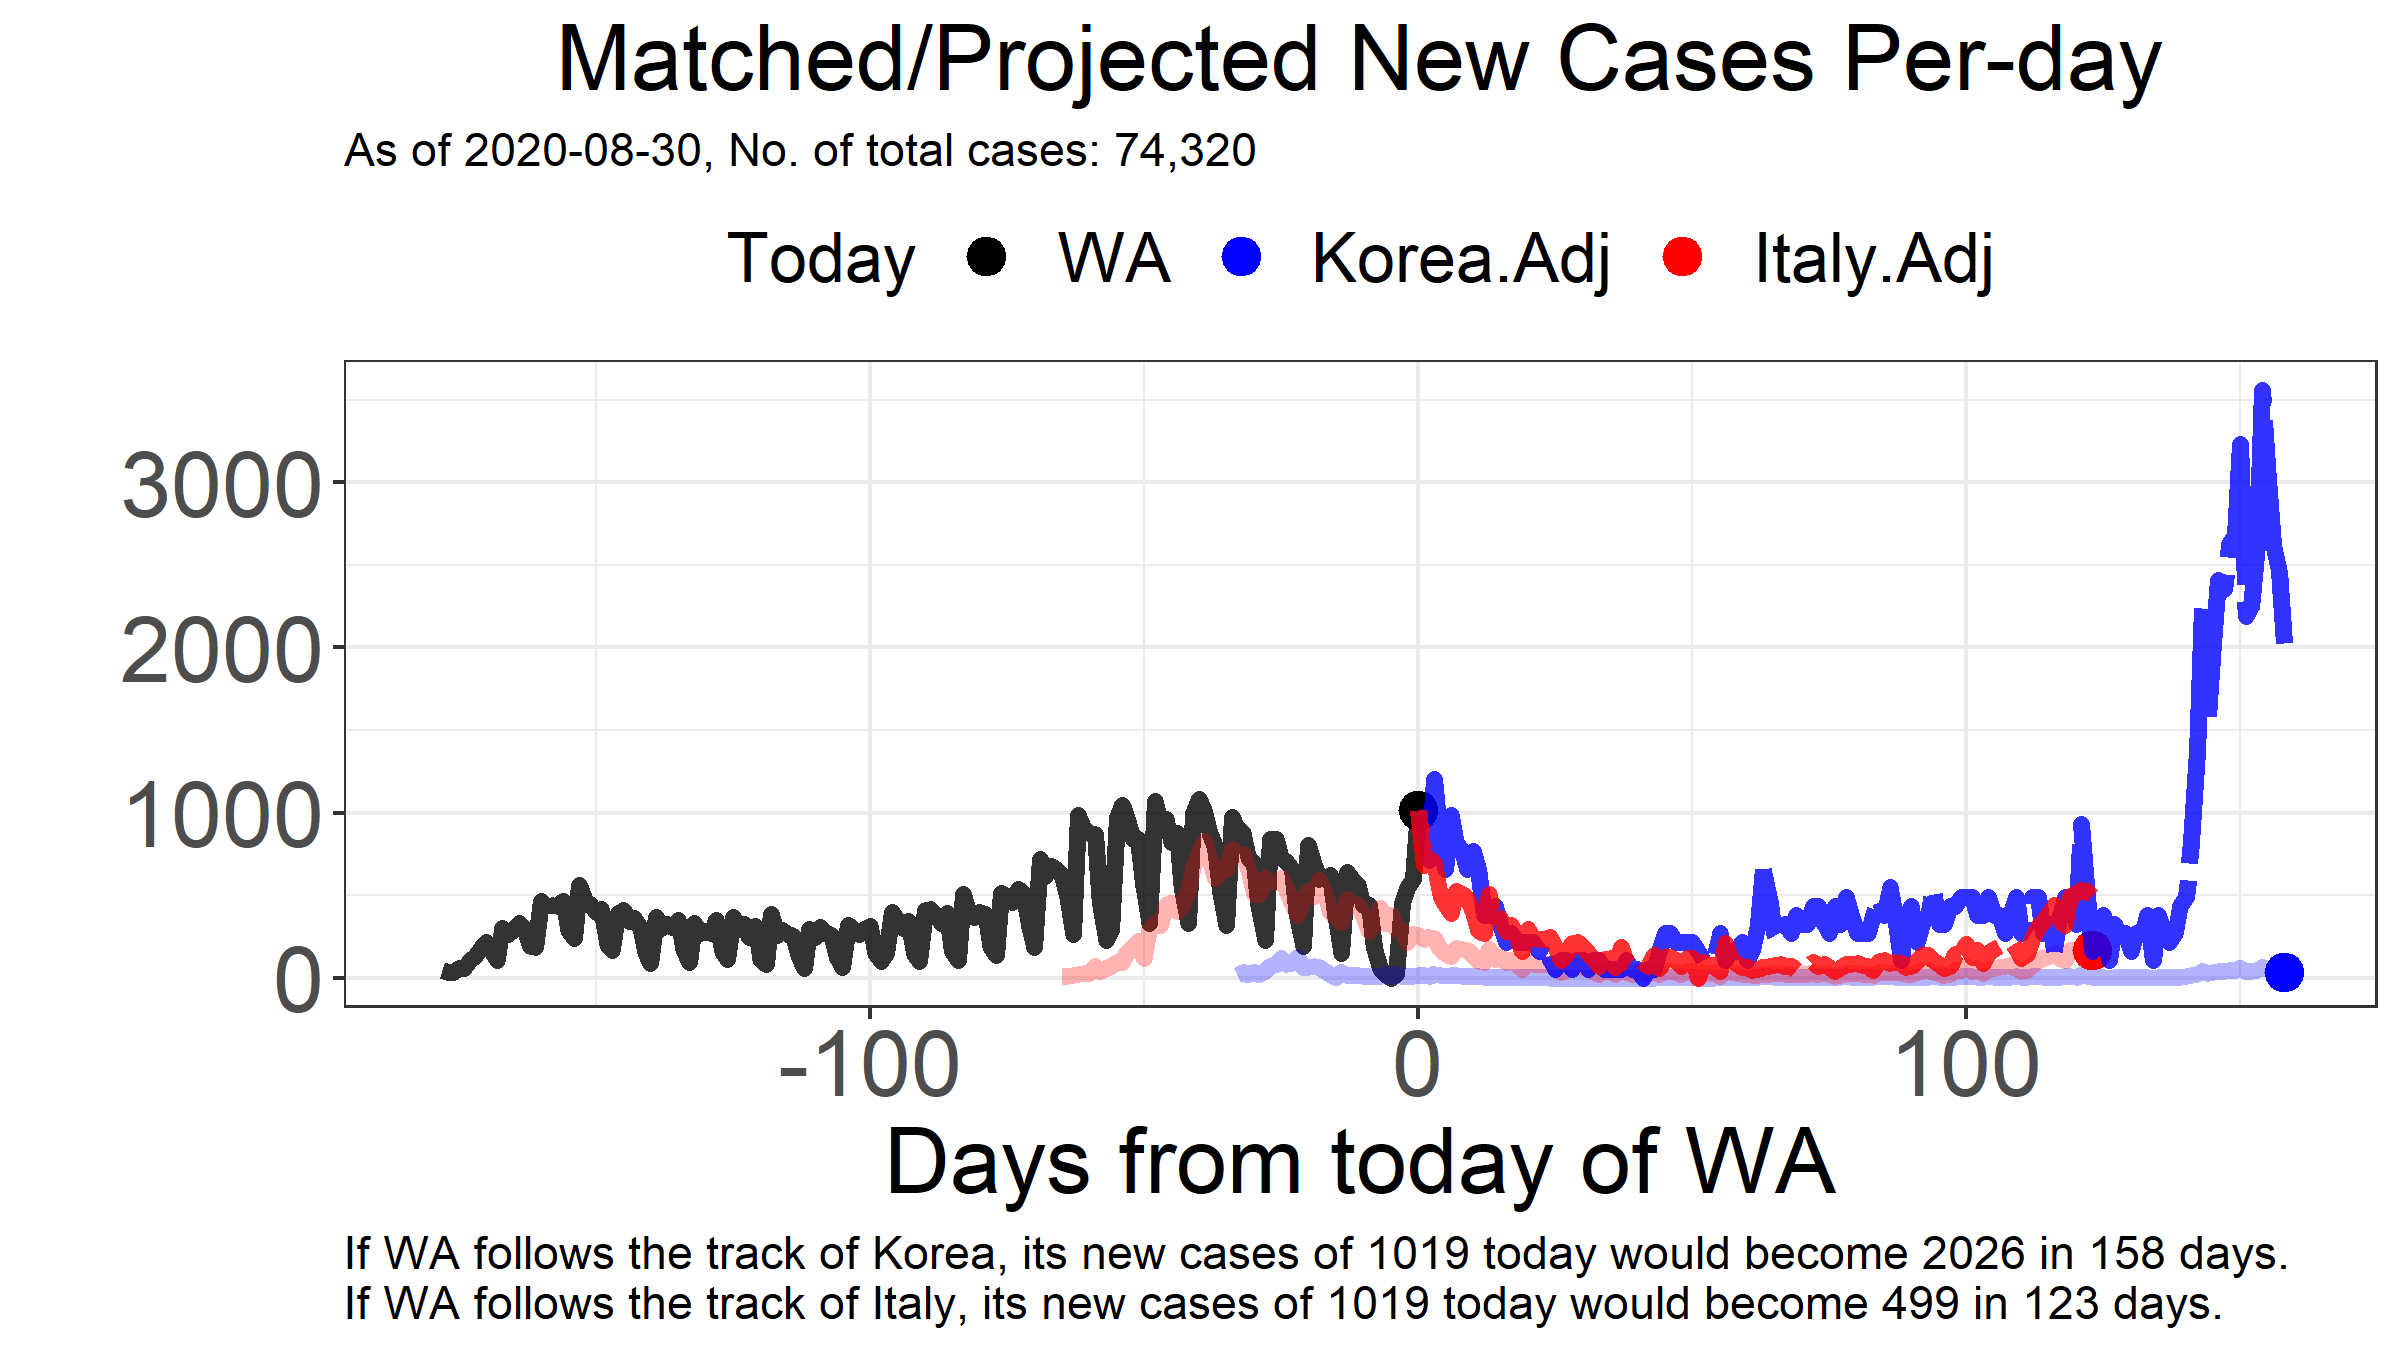 Matched/Projected New Cases Per-day
As of 2020-08-30, No. of total cases: 74,320
Today WA Korea.Adj Italy.Adj
3000
2000
1000
0
-100 0 100
Days from today of WA
If WA follows the track of Korea, its new cases of 1019 today would become 2026 in 158 days.
If WA follows the track of Italy, its new cases of 1019 today would become 499 in 123 days.